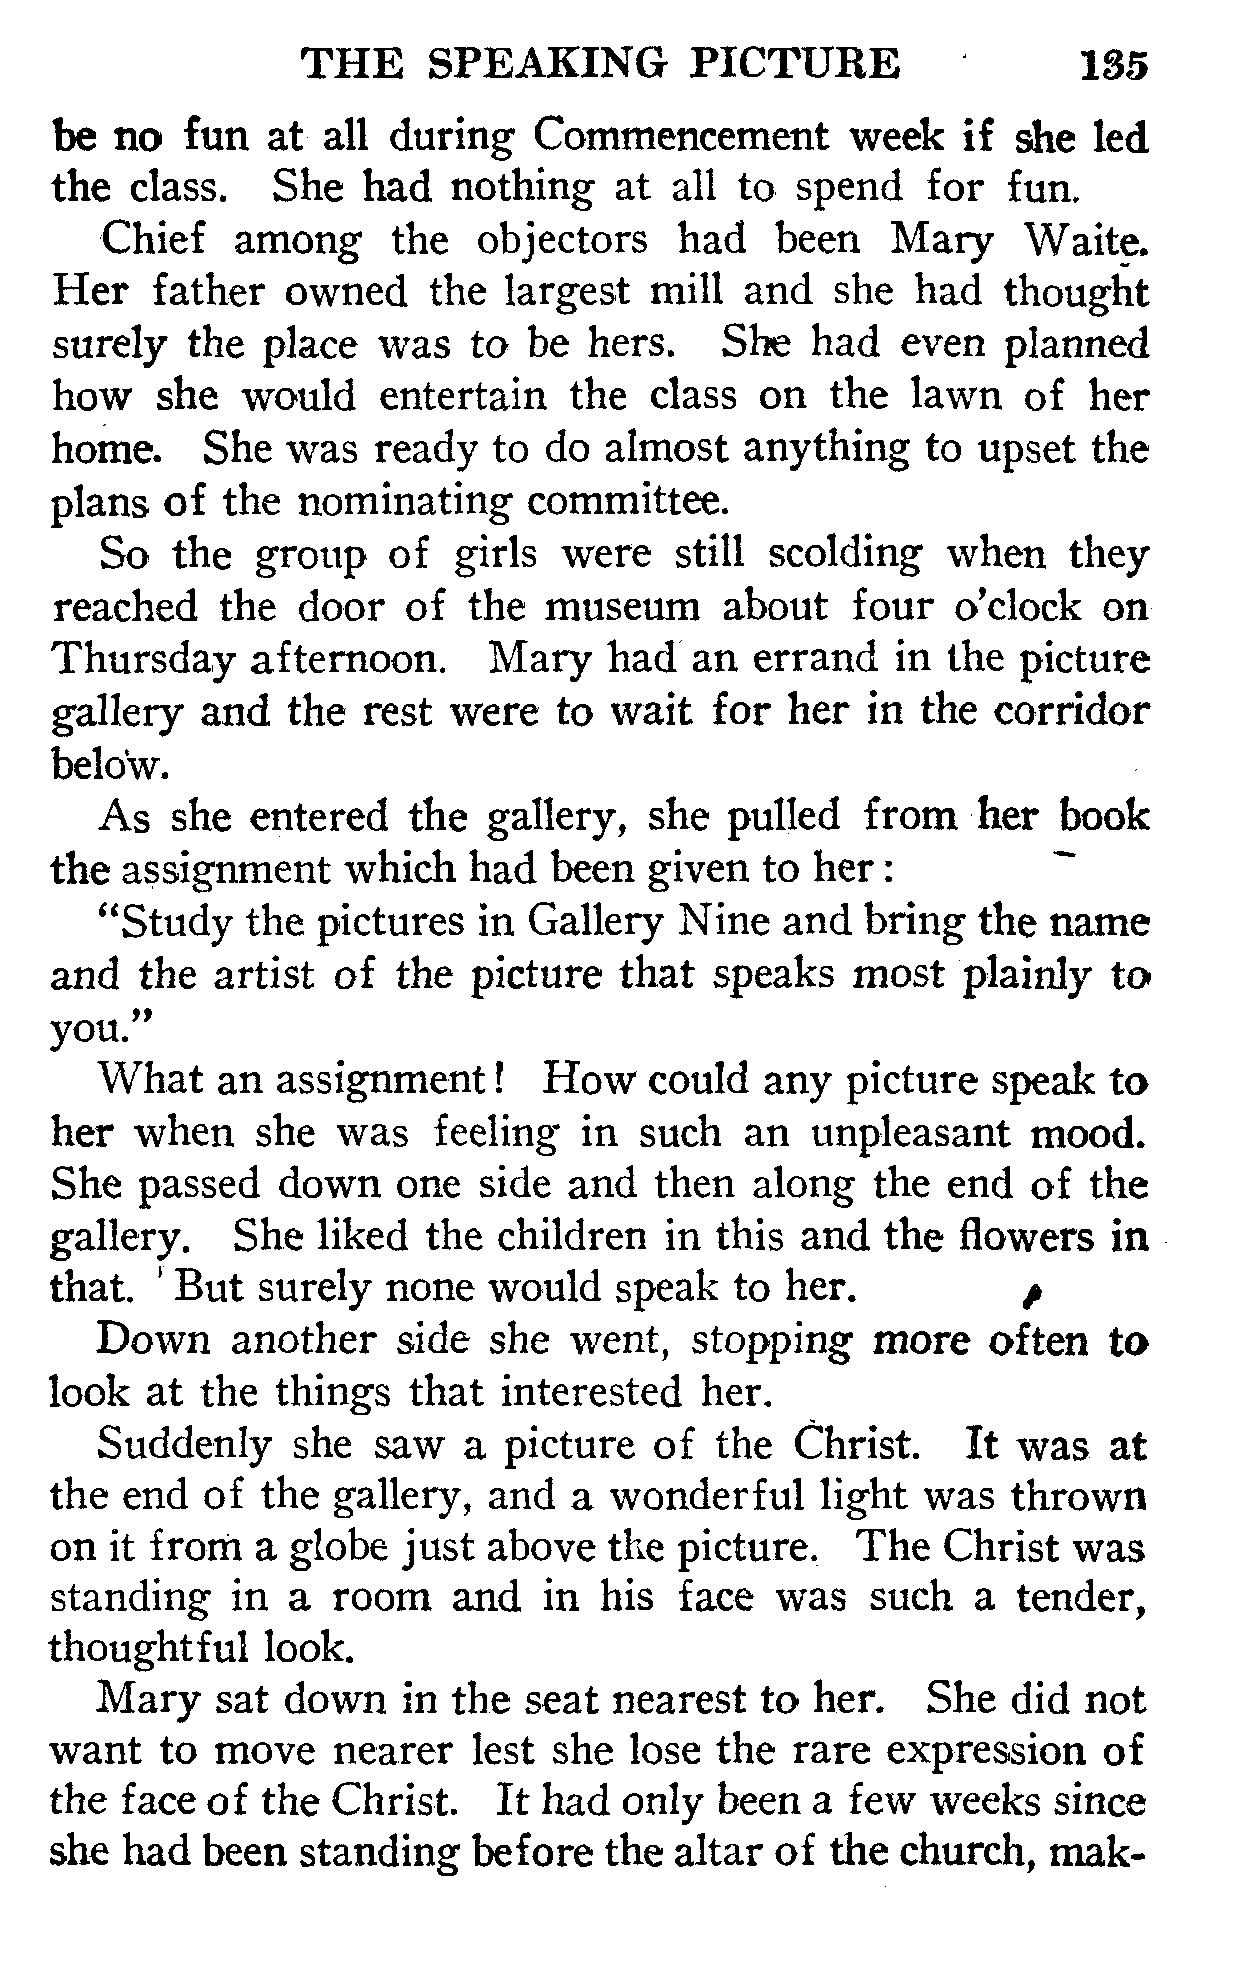 THE SPEAKING PICTURE 135
be no fun at all during Commencement week if she led
the class. She had nothing at all to spend for fun.
Chief among the objectors had been Mary Waite.
Her father owned the largest mill and she had thought
surely the place was to be hers. She had even planned
how she would entertain the class on the lawn of her
home. She was ready to do almost anything to upset the
plans of the nominating committee.
So the group of girls were still scolding when they
reached the door of the museum about four o'clock on
Thursday afternoon. Mary had an errand in the picture
gallery and the rest were to wait for her in the corridor
below.
As she entered the gallery, she pulled from her book
the assignment which had been given to her:
"Study the pictures in Gallery Nine and bring the name
and the artist of the picture that speaks most plainly to
you."
What an assignment! How could any picture speak to
her when she was feeling in such an unpleasant mood.
She passed down one side and then along the end of the
gallery. She liked the children in this and the flowers in
that. But surely none would speak to her.
Down another side she went, stopping more often to
look at the things that interested her.
Suddenly she saw a picture of the Christ. It was at
the end of the gallery, and a wonderful light was thrown
on it from a globe just above the picture. The Christ was
standing in a room and in his face was such a tender,
thoughtful look.
Mary sat down in the seat nearest to her. She did not
want to move nearer lest she lose the rare expression of
the face of the Christ. It had only been a few weeks since
she had been standing before the altar of the church, mak-